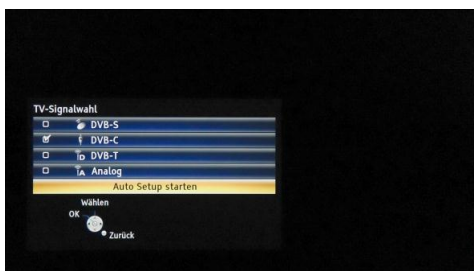 TV-Signalwahl
DVB-S
DVB-C
DVB-T
Analog
Auto Setup starten
Wählen
OK
Zurück